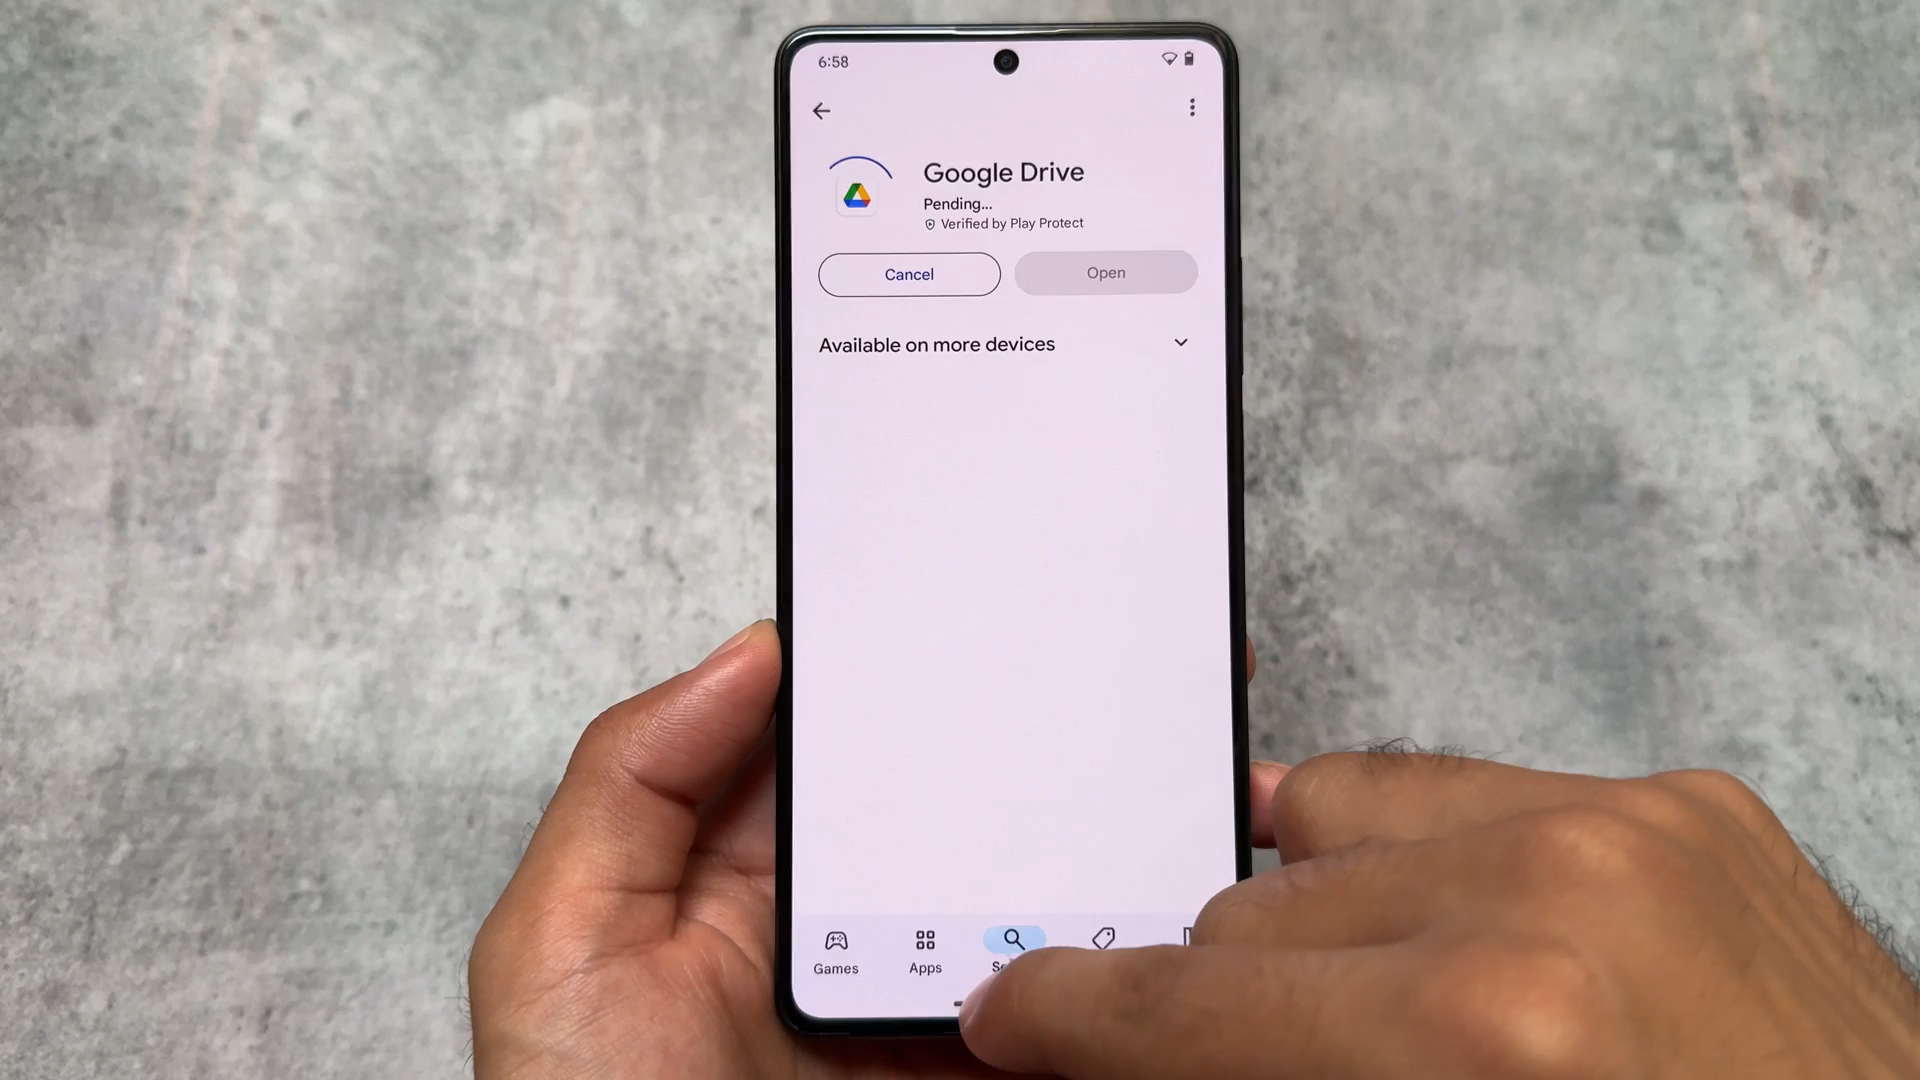 6:58
Google Drive
Pending...
Verified by Play Protect
Cancel
Open
Available on more devices
Games
Apps